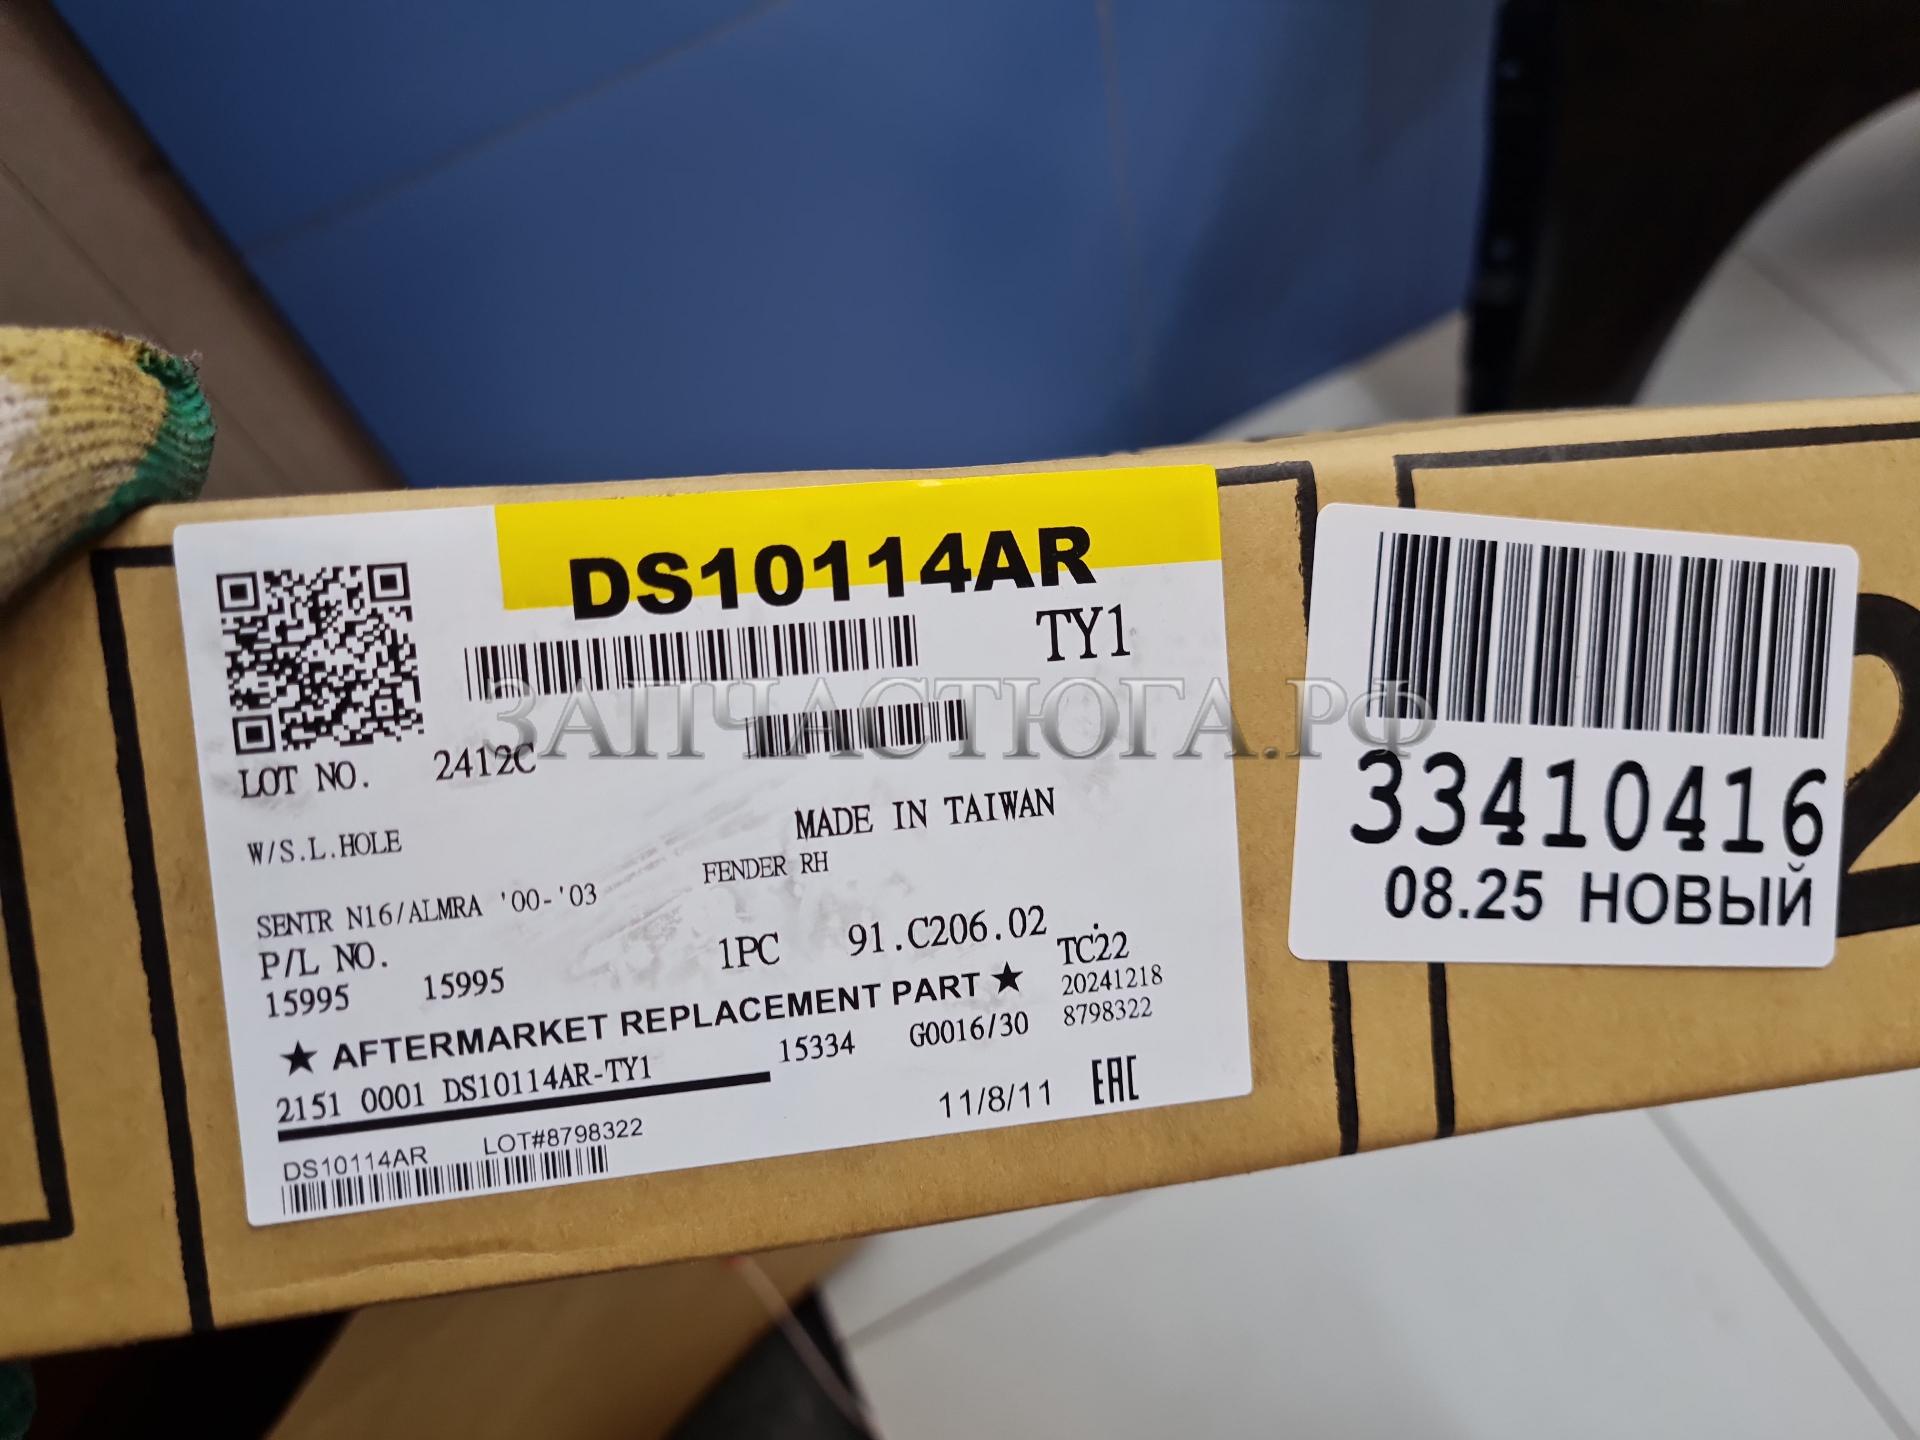 DS10114AR
TY1
LOT NO. 2412C
MADE IN TAIWAN
W/S.L.HOLE
FENDER RH
SENTR N16/ALMRA '00-'03
P/L NO.
1PC 91.C206.02 TC22
15995 15995
20241218
★ AFTERMARKET REPLACEMENT PART ★
8798322
2151 0001 DS10114AR-TY1 15334 G0016/30
11/8/11 EAC
DS10114AR LOT#8798322
33410416
08.25 НОВЫЙ
2
ЗАПЧАСТЮГА.РФ